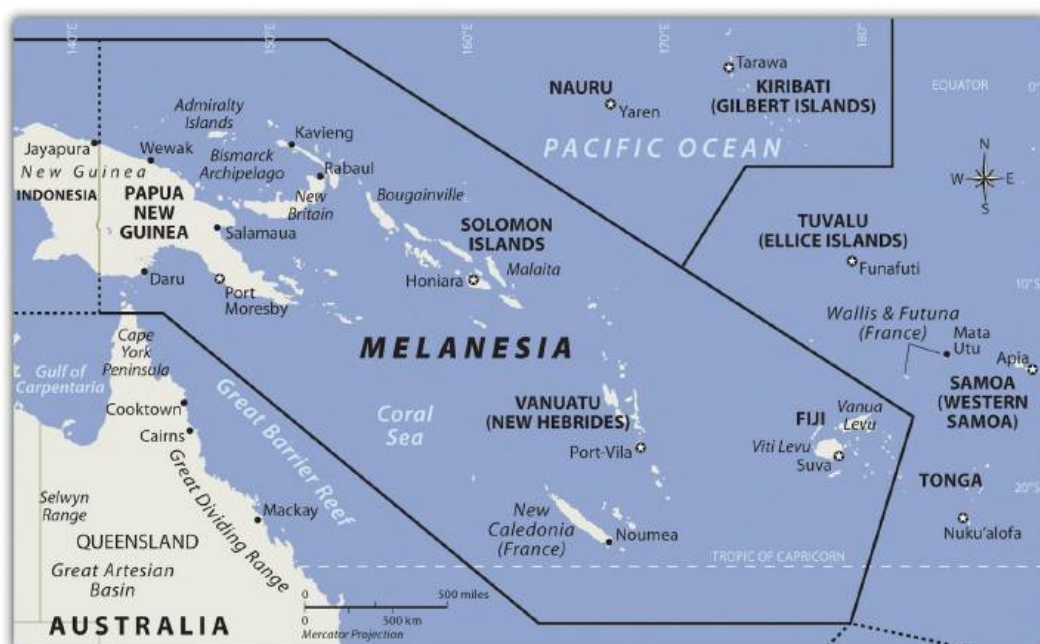 140°E
150°E
160°E
170°E
180°
Tarawa
NAURU
KIRIBATI
(GILBERT ISLANDS)
Yaren
EQUATOR
0°
Admiralty
Islands
Kavieng
Jayapura
Wewak
Bismarck
Archipelago
PACIFIC OCEAN
N
W
E
S
New Guinea
Rabaul
INDONESIA
PAPUA
NEW
GUINEA
New
Britain
Bougainville
SOLOMON
ISLANDS
TUVALU
(ELLICE ISLANDS)
Salamaua
Malaita
Funafuti
Daru
Honiara
10°S
Port
Moresby
Wallis & Futuna
(France)
Mata
Utu
Cape
York
Peninsula
MELANESIA
Apia
Gulf of
Carpentaria
SAMOA
(WESTERN
SAMOA)
Cooktown
Great Barrier Reef
Coral
Sea
VANUATU
(NEW HEBRIDES)
FIJI
Vanua
Levu
Cairns
Port-Vila
Viti Levu
Suva
TONGA
20°S
Great Dividing Range
Selwyn
Range
Mackay
New
Caledonia
(France)
Noumea
Nuku'alofa
QUEENSLAND
TROPIC OF CAPRICORN
Great Artesian
Basin
0
500 miles
AUSTRALIA
0
500 km
Mercator Projection